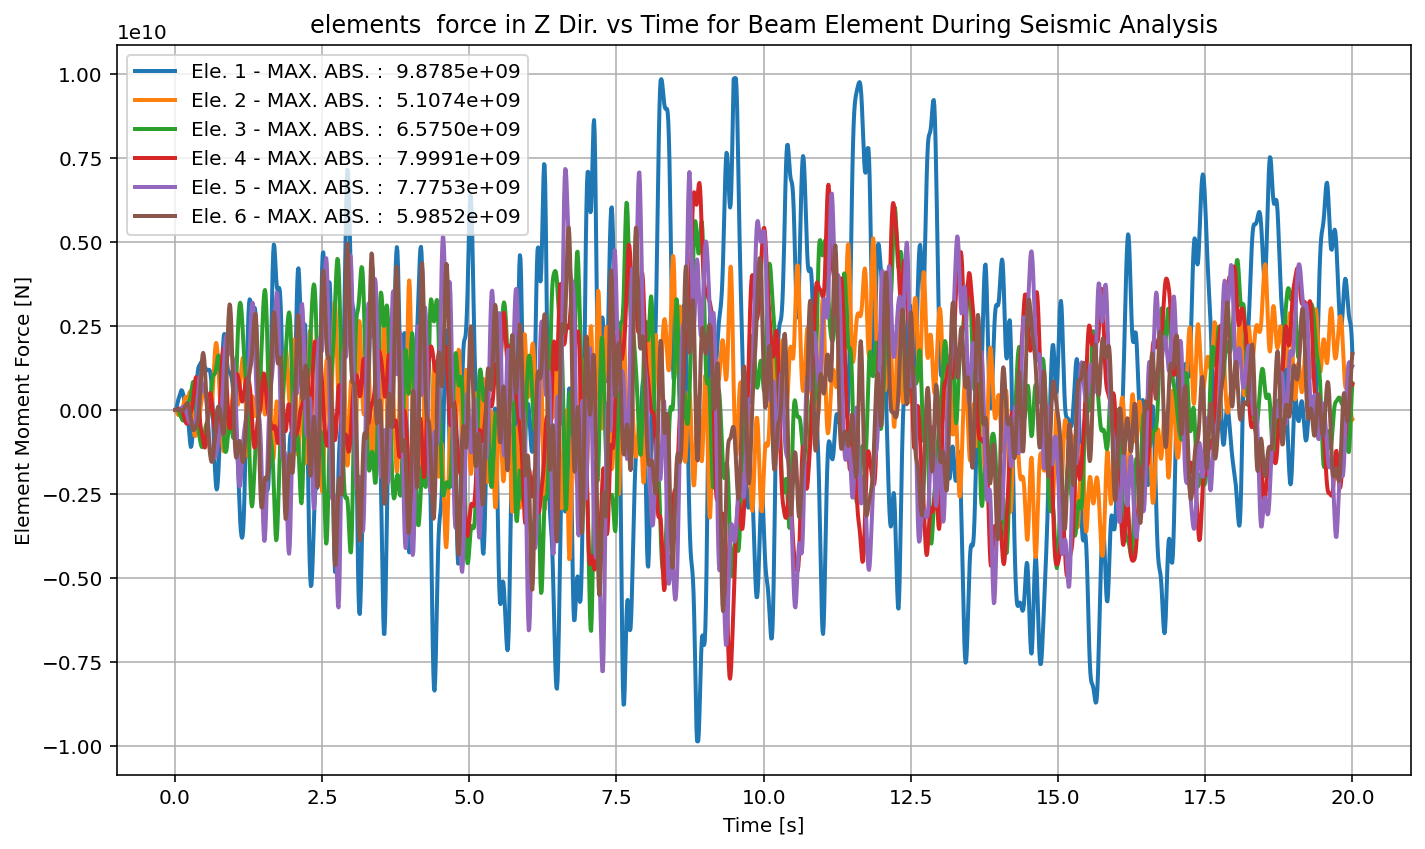 elements  force in Z Dir. vs Time for Beam Element During Seismic Analysis
1e10
Ele. 1 - MAX. ABS. :  9.8785e+09
Ele. 2 - MAX. ABS. :  5.1074e+09
Ele. 3 - MAX. ABS. :  6.5750e+09
Ele. 4 - MAX. ABS. :  7.9991e+09
Ele. 5 - MAX. ABS. :  7.7753e+09
Ele. 6 - MAX. ABS. :  5.9852e+09
1.00
0.75
0.50
0.25
0.00
−0.25
−0.50
−0.75
−1.00
Element Moment Force [N]
0.0 2.5 5.0 7.5 10.0 12.5 15.0 17.5 20.0
Time [s]